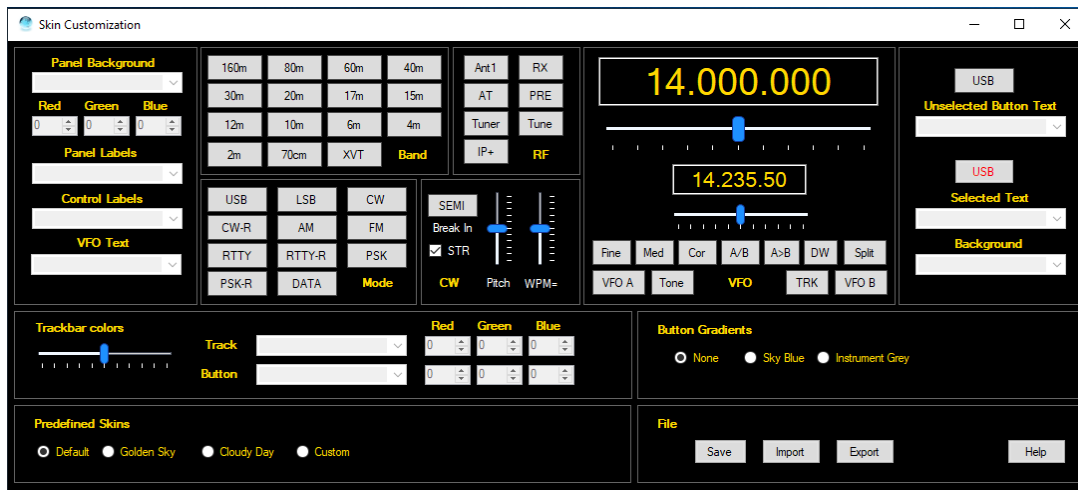 Skin Customization
Panel Background
Red Green Blue
0 0 0
Panel Labels
Control Labels
VFO Text
160m 80m 60m 40m
30m 20m 17m 15m
12m 10m 6m 4m
2m 70cm XVT Band
Ant1 RX
AT PRE
Tuner Tune
IP+ RF
USB LSB CW
CW-R AM FM
RTTY RTTY-R PSK
PSK-R DATA Mode
SEMI
Break In
STR
CW Pitch WPM=
14.000.000
14.235.50
Fine Med Cor A/B A>B DW Split
VFO A Tone VFO TRK VFO B
USB
Unselected Button Text
USB
Selected Text
Background
Trackbar colors
Red Green Blue
Track 0 0 0
Button 0 0 0
Button Gradients
None Sky Blue Instrument Grey
Predefined Skins
Default Golden Sky Cloudy Day Custom
File
Save Import Export Help